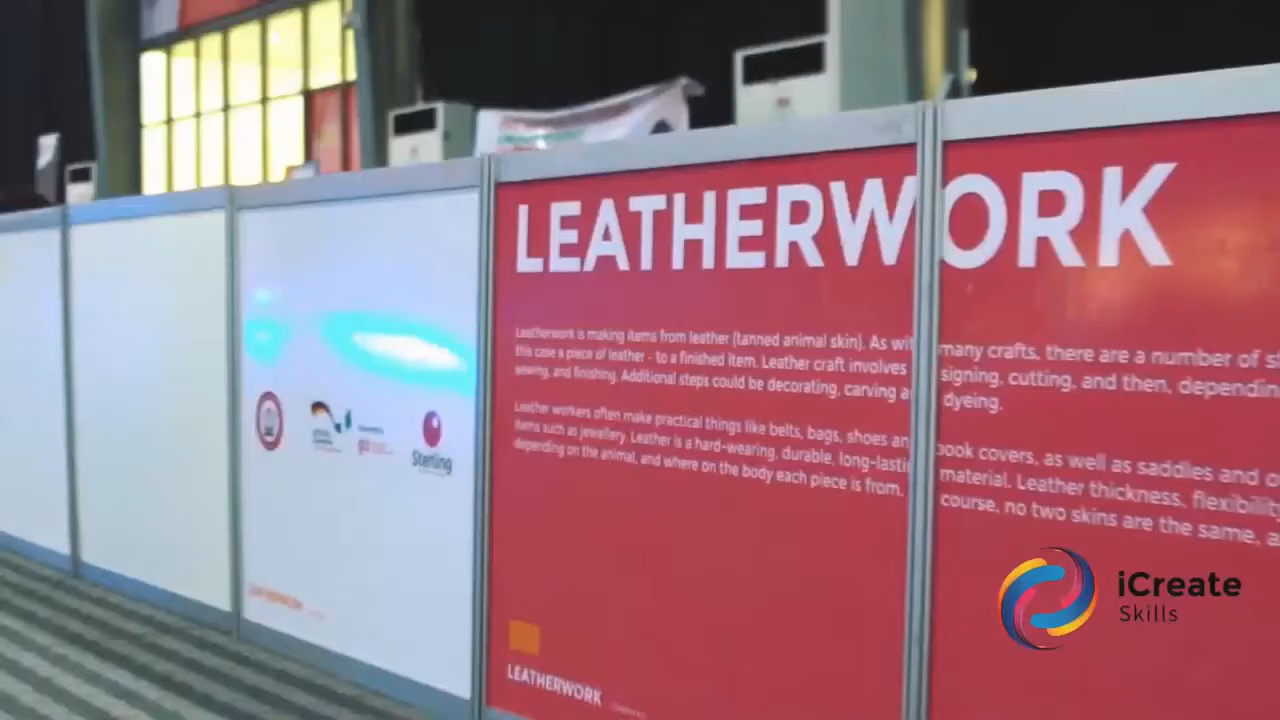 LEATHERWORK
Leatherwork is making items from leather (tanned animal skin). As wi many crafts, there are a number of s
this case a piece of leather - to a finished item. Leather craft involves signing, cutting, and then, dependin
sewing, and finishing. Additional steps could be decorating, carving a dyeing.
Leather workers often make practical things like belts, bags, shoes an book covers, as well as saddles and o
items such as jewellery. Leather is a hard-wearing, durable, long-lasti material. Leather thickness, flexibility
depending on the animal, and where on the body each piece is from. course, no two skins are the same, a
Sterling
LEATHERWORK
LEATHERWORK
iCreate
Skills